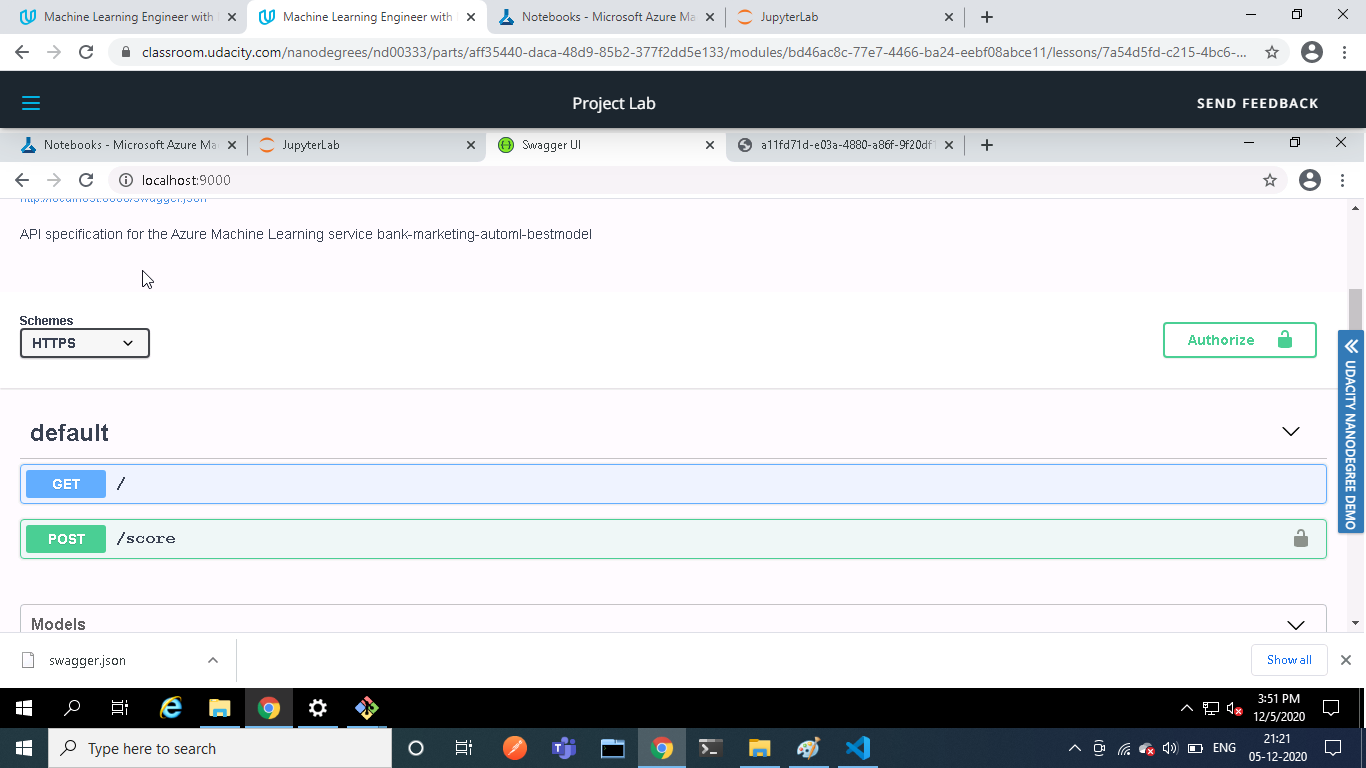 Machine Learning Engineer with
Machine Learning Engineer with
Notebooks - Microsoft Azure Ma
JupyterLab
classroom.udacity.com/nanodegrees/nd00333/parts/aff35440-daca-48d9-85b2-377f2dd5e133/modules/bd46ac8c-77e7-4466-ba24-eebf08abce11/lessons/7a54d5fd-c215-4bc6-...
Project Lab
SEND FEEDBACK
Notebooks - Microsoft Azure Ma
JupyterLab
Swagger UI
a11fd71d-e03a-4880-a86f-9f20df1
localhost:9000
API specification for the Azure Machine Learning service bank-marketing-automl-bestmodel
Schemes
HTTPS
Authorize
UDACITY NANODEGREE DEMO
default
GET /
POST /score
Models
swagger.json
Show all
3:51 PM
12/5/2020
Type here to search
ENG
21:21
05-12-2020